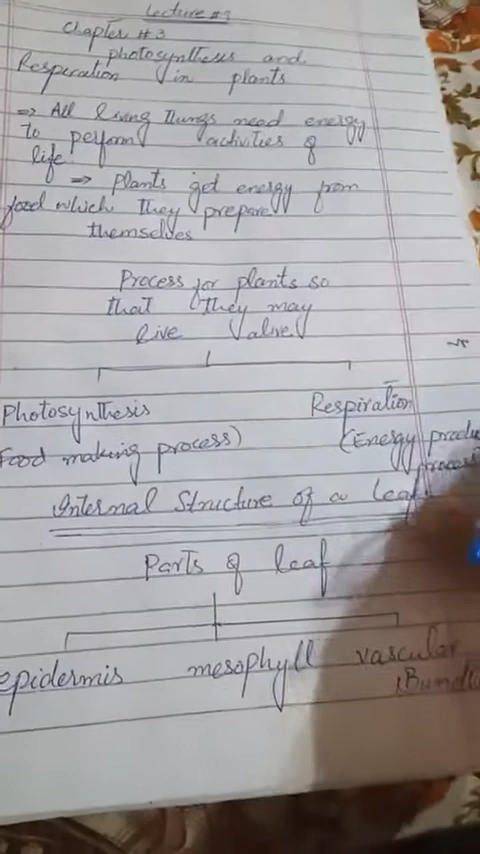 Lecture #3
Chapter #3
photosynthesis and
Respiration in plants
=> All living things need energy
to perform activities of
life
=> plants get energy from
food which they prepare
themselves
Process for plants so
that they may
live alive
Photosynthesis Respiration
Food making process) (Energy produ
process
Internal Structure of a leaf
Parts of leaf
epidermis mesophyll vascular
Bundl